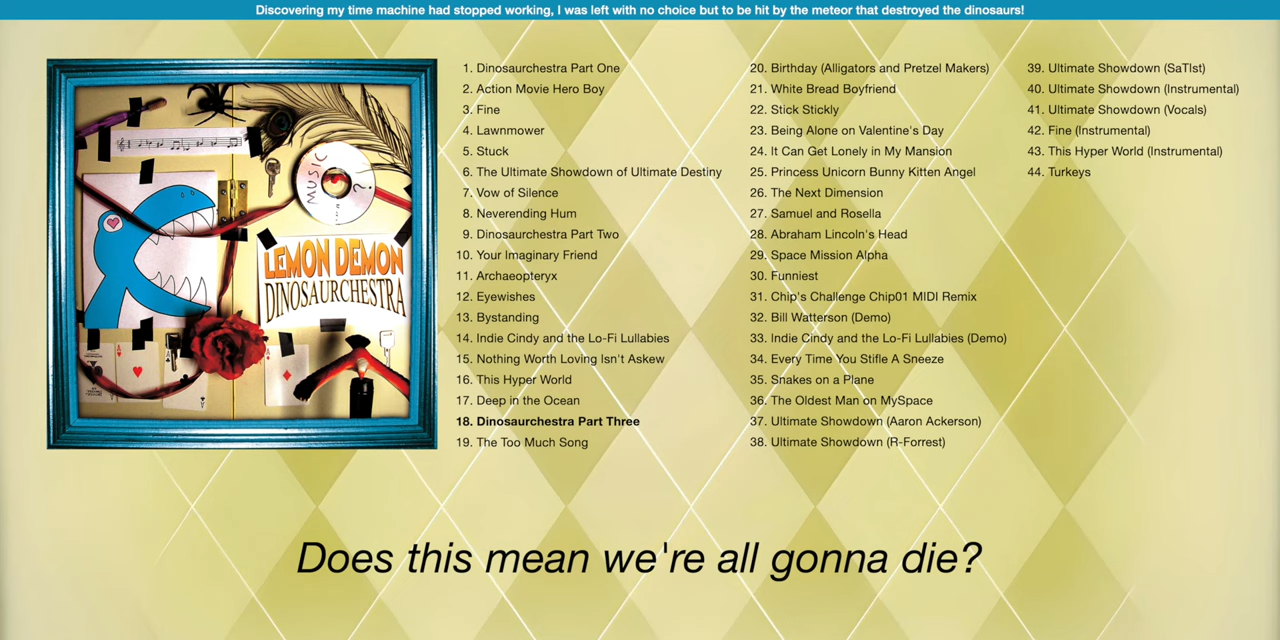 Discovering my time machine had stopped working, I was left with no choice but to be hit by the meteor that destroyed the dinosaurs!
MUSIC
LEMON DEMON
DINOSAURCHESTRA
1. Dinosaurchestra Part One
2. Action Movie Hero Boy
3. Fine
4. Lawnmower
5. Stuck
6. The Ultimate Showdown of Ultimate Destiny
7. Vow of Silence
8. Neverending Hum
9. Dinosaurchestra Part Two
10. Your Imaginary Friend
11. Archaeopteryx
12. Eyewishes
13. Bystanding
14. Indie Cindy and the Lo-Fi Lullabies
15. Nothing Worth Loving Isn't Askew
16. This Hyper World
17. Deep in the Ocean
18. Dinosaurchestra Part Three
19. The Too Much Song
20. Birthday (Alligators and Pretzel Makers)
21. White Bread Boyfriend
22. Stick Stickly
23. Being Alone on Valentine's Day
24. It Can Get Lonely in My Mansion
25. Princess Unicorn Bunny Kitten Angel
26. The Next Dimension
27. Samuel and Rosella
28. Abraham Lincoln's Head
29. Space Mission Alpha
30. Funniest
31. Chip's Challenge Chip01 MIDI Remix
32. Bill Watterson (Demo)
33. Indie Cindy and the Lo-Fi Lullabies (Demo)
34. Every Time You Stifle A Sneeze
35. Snakes on a Plane
36. The Oldest Man on MySpace
37. Ultimate Showdown (Aaron Ackerson)
38. Ultimate Showdown (R-Forrest)
39. Ultimate Showdown (SaTIst)
40. Ultimate Showdown (Instrumental)
41. Ultimate Showdown (Vocals)
42. Fine (Instrumental)
43. This Hyper World (Instrumental)
44. Turkeys
Does this mean we're all gonna die?